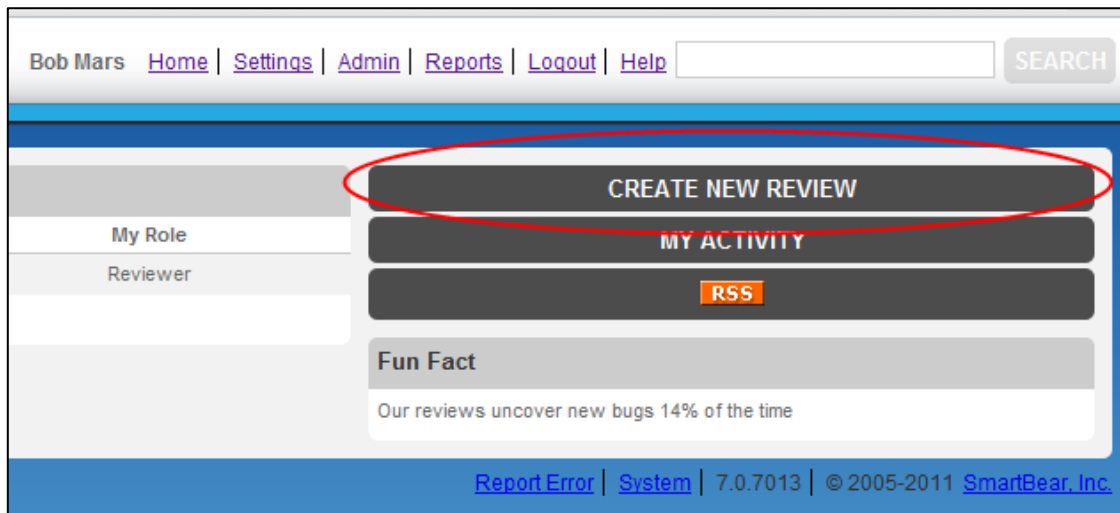 Bob Mars Home | Settings | Admin | Reports | Logout | Help SEARCH
CREATE NEW REVIEW
My Role
MY ACTIVITY
Reviewer
RSS
Fun Fact
Our reviews uncover new bugs 14% of the time
Report Error | System | 7.0.7013 | © 2005-2011 SmartBear, Inc.